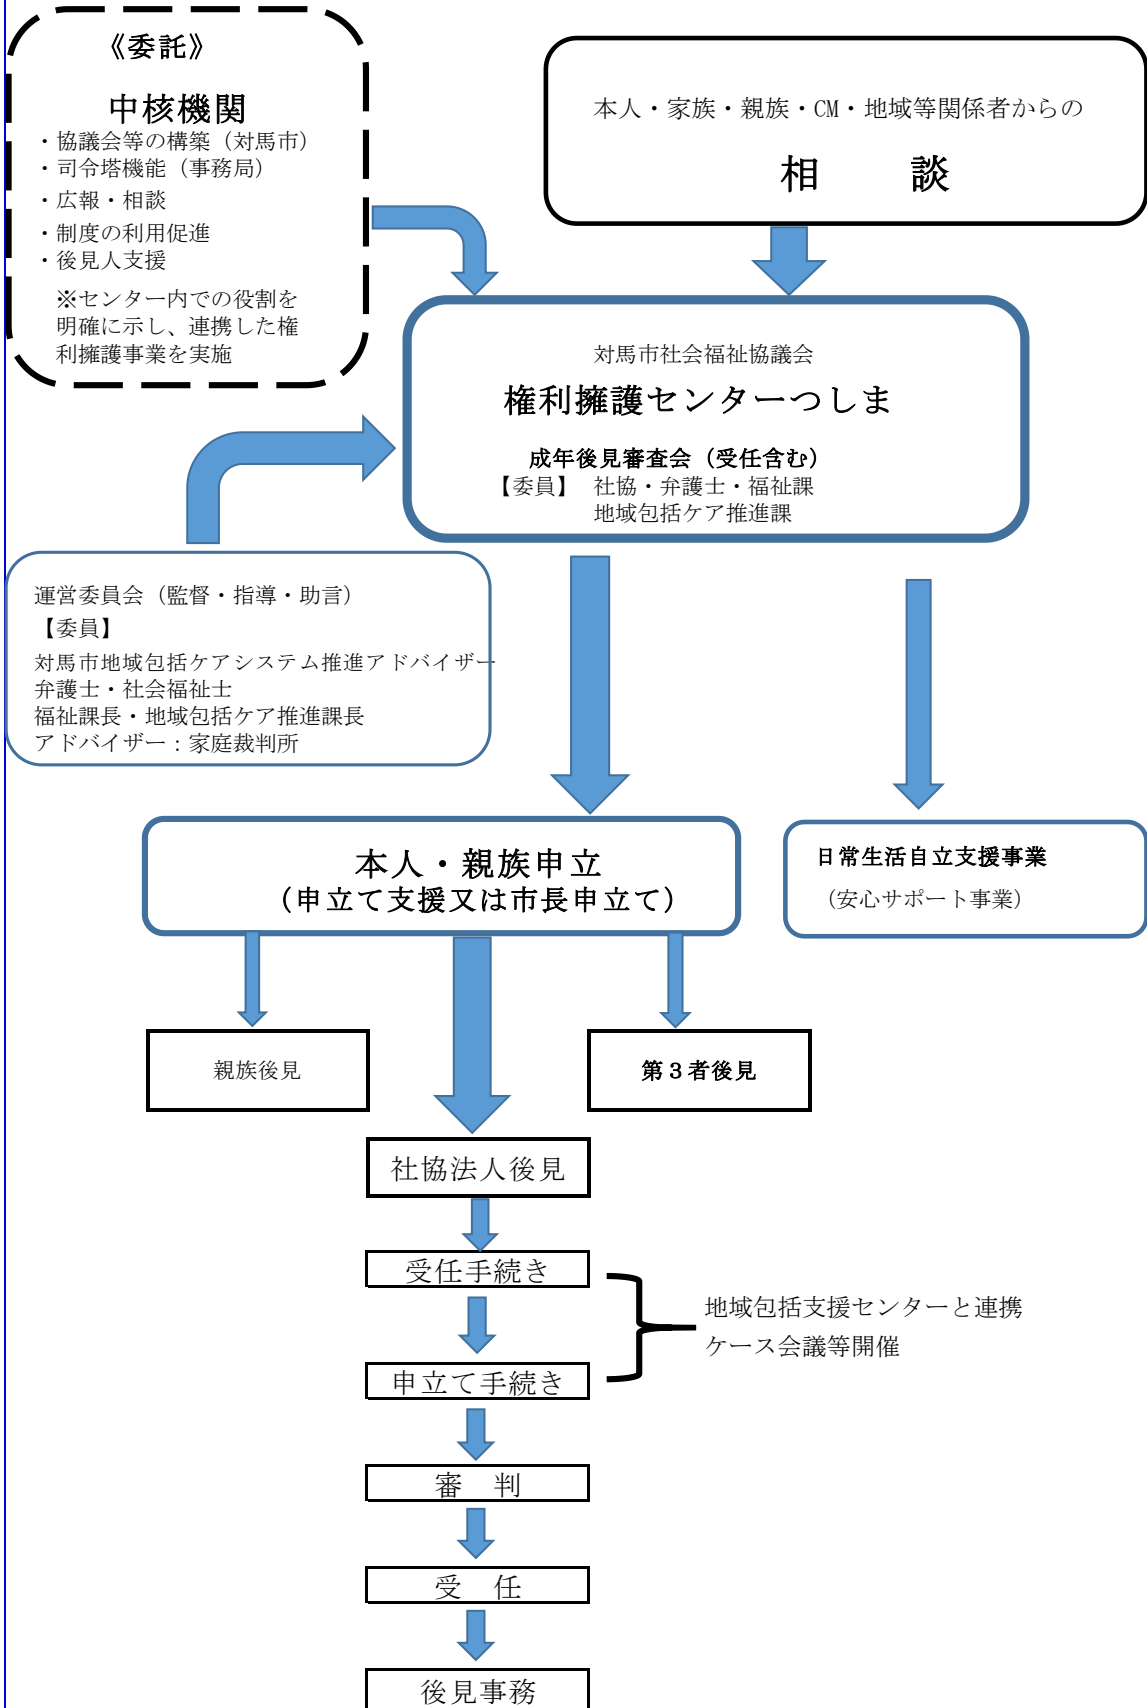 《委託》
中核機関
・協議会等の構築（対馬市）
・司令塔機能（事務局）
・広報・相談
・制度の利用促進
・後見人支援
※センター内での役割を
明確に示し、連携した権
利擁護事業を実施
本人・家族・親族・CM・地域等関係者からの
相　談
対馬市社会福祉協議会
権利擁護センターつしま
成年後見審査会（受任含む）
【委員】　社協・弁護士・福祉課
地域包括ケア推進課
運営委員会（監督・指導・助言）
【委員】
対馬市地域包括ケアシステム推進アドバイザー
弁護士・社会福祉士
福祉課長・地域包括ケア推進課長
アドバイザー：家庭裁判所
本人・親族申立
（申立て支援又は市長申立て）
日常生活自立支援事業
（安心サポート事業）
親族後見
第３者後見
社協法人後見
受任手続き
地域包括支援センターと連携
ケース会議等開催
申立て手続き
審　判
受　任
後見事務